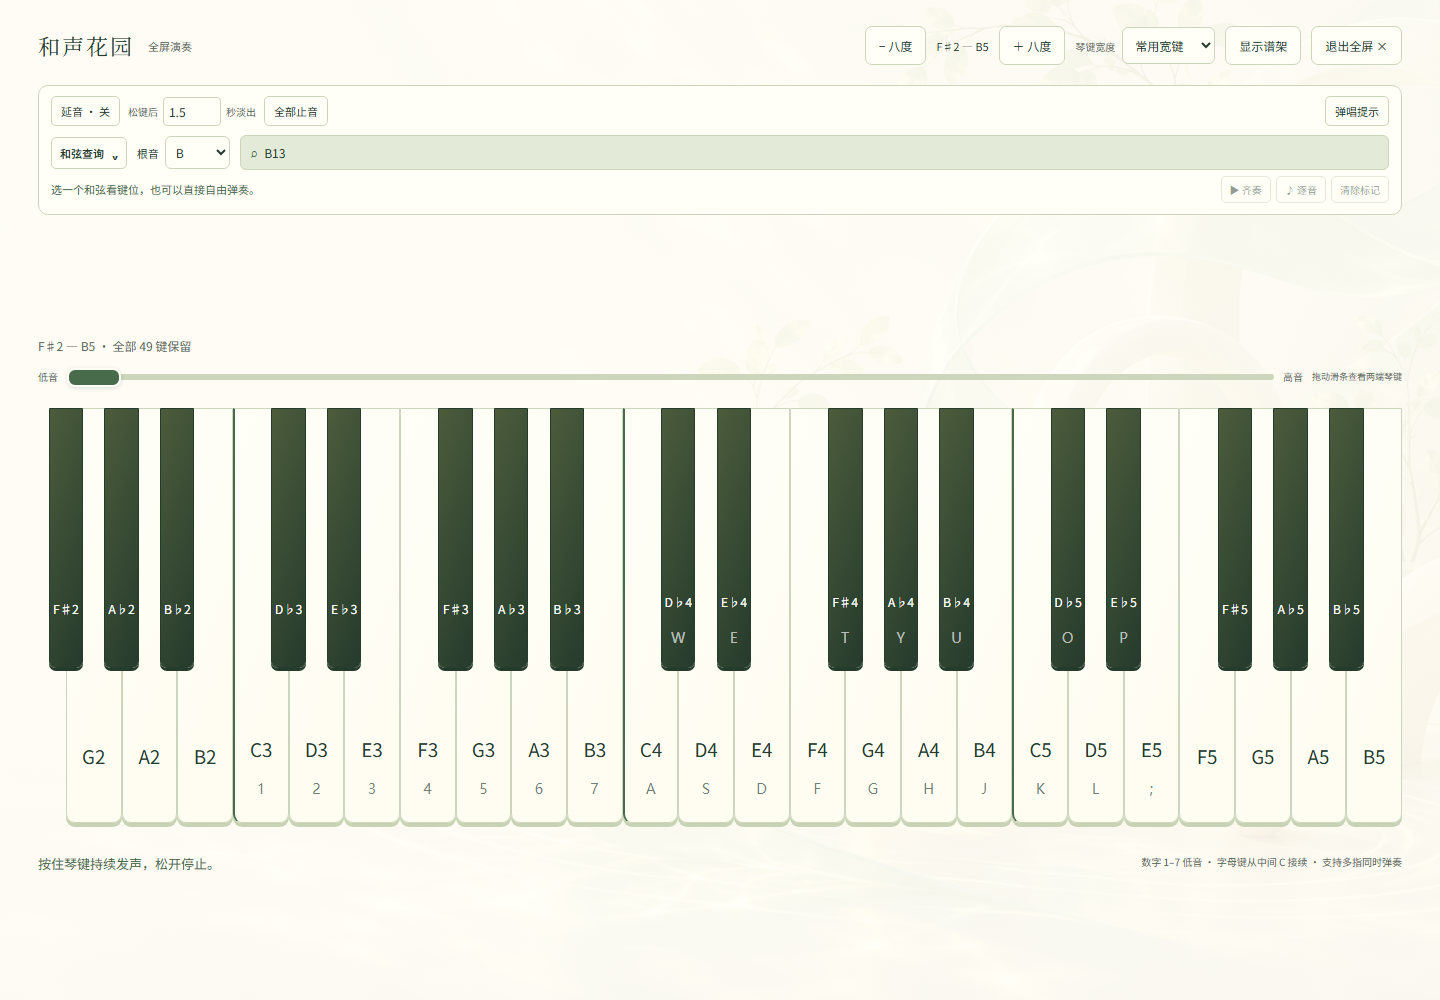 和声花园 全屏演奏 − 八度 F♯2 — B5 ＋ 八度 琴键宽度 常用宽键 显示谱架 退出全屏 ×
延音 · 关 松键后 1.5 秒淡出 全部止音 弹唱提示
和弦查询 ⌄ 根音 B ⌕ B13
选一个和弦看键位，也可以直接自由弹奏。 ▶ 齐奏 ♪ 逐音 清除标记
F♯2 — B5 · 全部 49 键保留
低音 高音 拖动滑条查看两端琴键
F♯2 A♭2 B♭2 D♭3 E♭3 F♯3 A♭3 B♭3 D♭4 E♭4 F♯4 A♭4 B♭4 D♭5 E♭5 F♯5 A♭5 B♭5
W E T Y U O P
G2 A2 B2 C3 D3 E3 F3 G3 A3 B3 C4 D4 E4 F4 G4 A4 B4 C5 D5 E5 F5 G5 A5 B5
1 2 3 4 5 6 7 A S D F G H J K L ;
按住琴键持续发声，松开停止。 数字 1–7 低音 · 字母键从中间 C 接续 · 支持多指同时弹奏